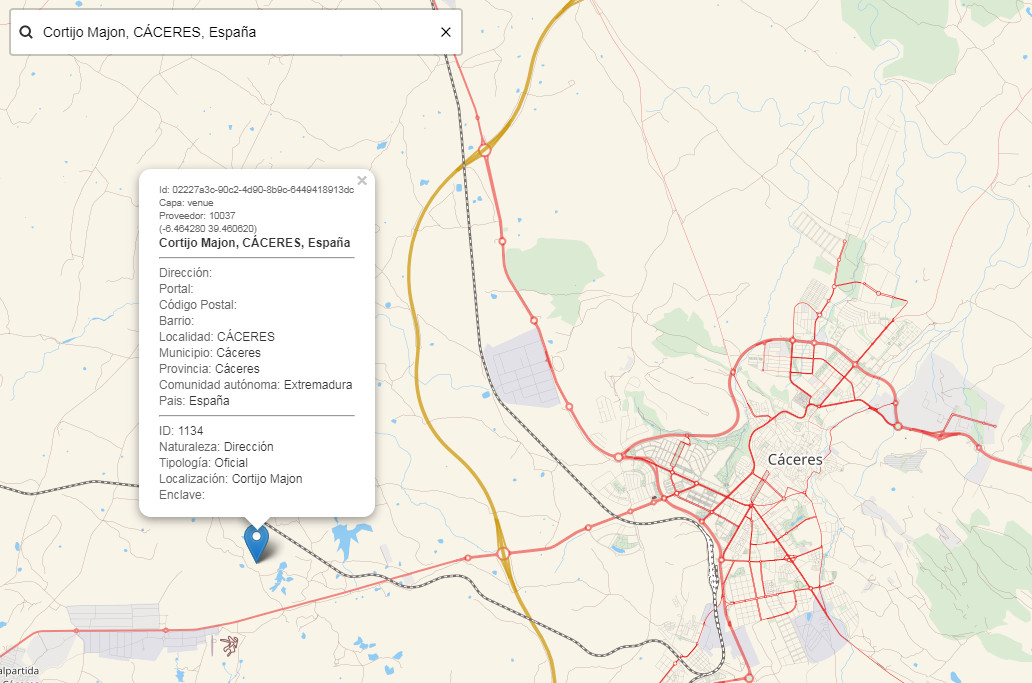 Cortijo Majon, CÁCERES, España
Id: 02227a3c-90c2-4d90-8b9c-6449418913dc
Capa: venue
Proveedor: 10037
(-6.464280 39.460620)
Cortijo Majon, CÁCERES, España
Dirección:
Portal:
Código Postal:
Barrio:
Localidad: CÁCERES
Municipio: Cáceres
Provincia: Cáceres
Comunidad autónoma: Extremadura
Pais: España
ID: 1134
Naturaleza: Dirección
Tipología: Oficial
Localización: Cortijo Majon
Enclave:
Cáceres
alpartida